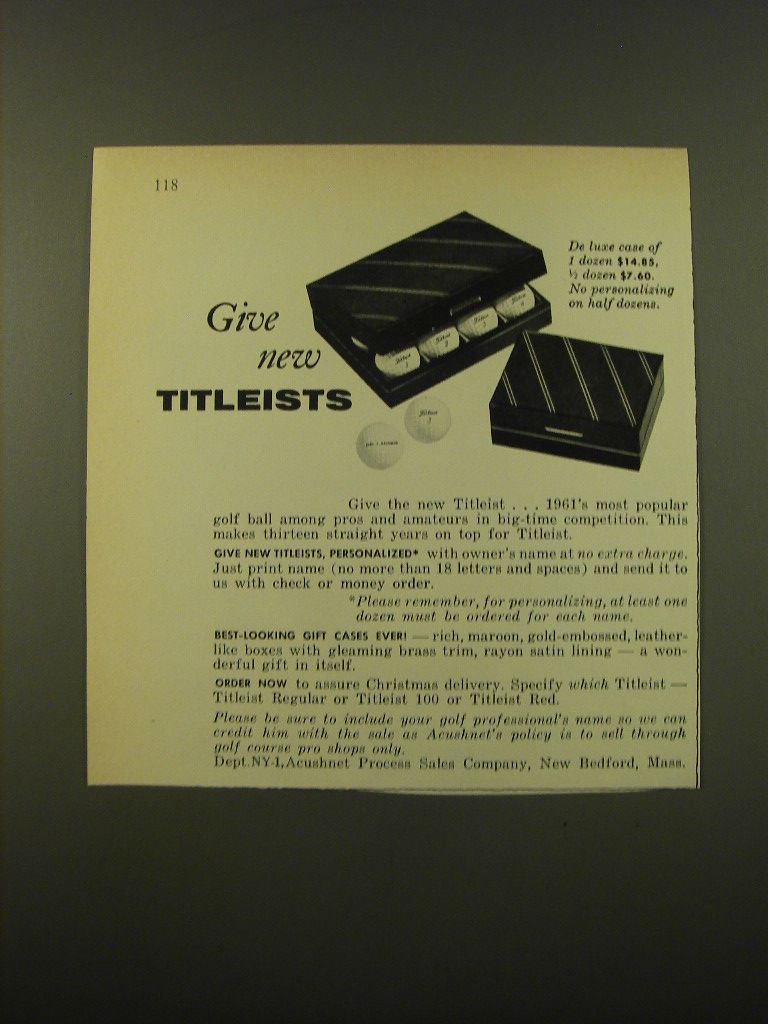 118
De luxe case of
1 dozen $14.85,
½ dozen $7.60.
No personalizing
on half dozens.
Give
new
TITLEISTS
Give the new Titleist . . . 1961's most popular
golf ball among pros and amateurs in big-time competition. This
makes thirteen straight years on top for Titleist.
GIVE NEW TITLEISTS, PERSONALIZED* with owner's name at no extra charge.
Just print name (no more than 18 letters and spaces) and send it to
us with check or money order.
*Please remember, for personalizing, at least one
dozen must be ordered for each name.
BEST-LOOKING GIFT CASES EVER! — rich, maroon, gold-embossed, leather-
like boxes with gleaming brass trim, rayon satin lining — a won-
derful gift in itself.
ORDER NOW to assure Christmas delivery. Specify which Titleist —
Titleist Regular or Titleist 100 or Titleist Red.
Please be sure to include your golf professional's name so we can
credit him with the sale as Acushnet's policy is to sell through
golf course pro shops only.
Dept. NY-1, Acushnet Process Sales Company, New Bedford, Mass.